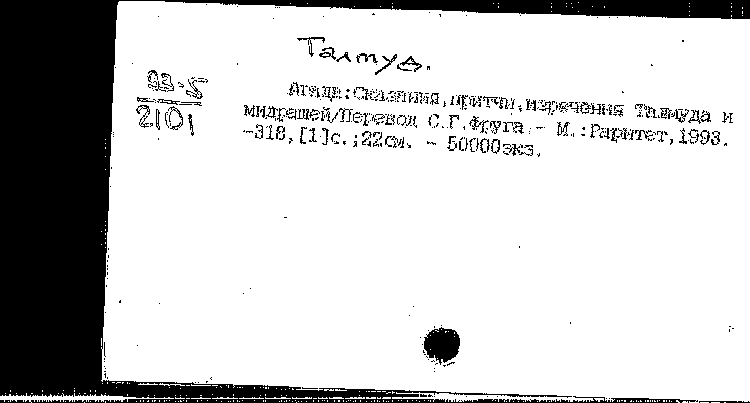 Талмуд.
93-5
2101
Агада:Сказания,притчи,изречения Талмуда и
мидрашей/Перевод С.Г.Фруга.- М.:Раритет,1993.
-318,[1]с.;22см. - 50000экз.